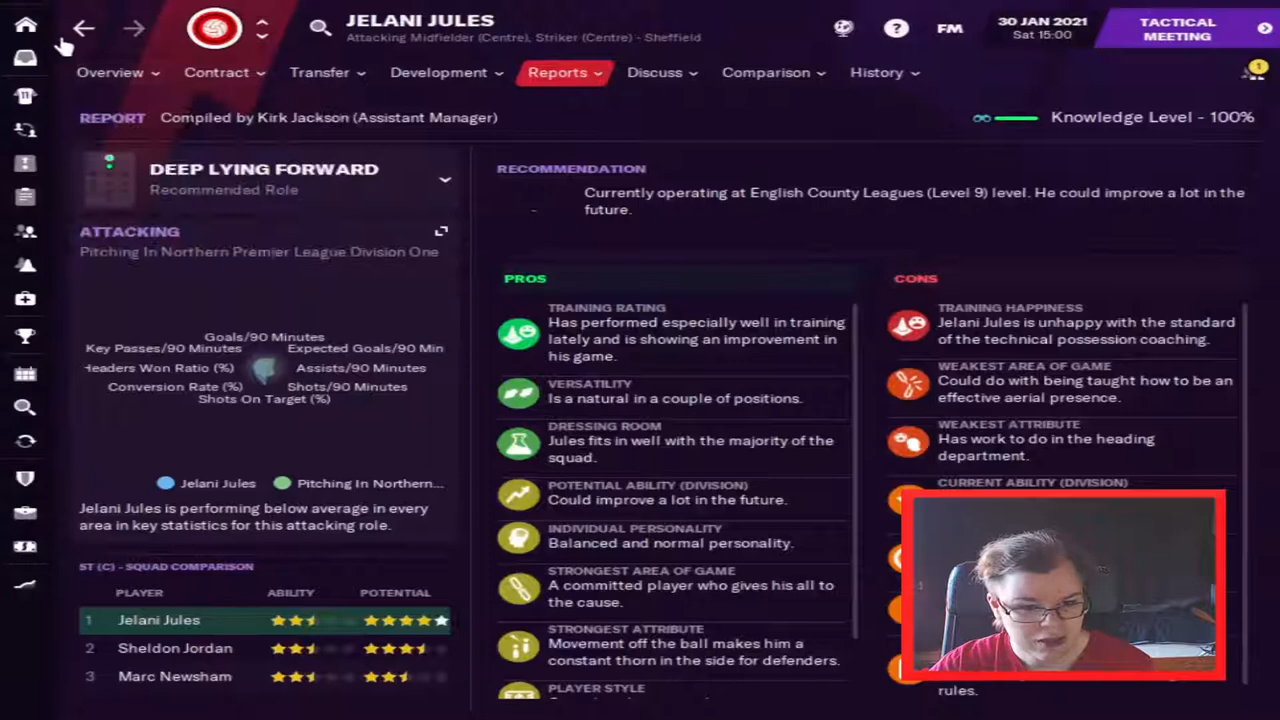 JELANI JULES
Attacking Midfielder (Centre), Striker (Centre) - Sheffield
?
FM
30 JAN 2021
Sat 15:00
TACTICAL
MEETING
Overview
Contract
Transfer
Development
Reports
Discuss
Comparison
History
1
REPORT Compiled by Kirk Jackson (Assistant Manager)
Knowledge Level - 100%
DEEP LYING FORWARD
Recommended Role
ATTACKING
Pitching In Northern Premier League Division One
Goals/90 Minutes
Key Passes/90 Minutes
Expected Goals/90 Min
Headers Won Ratio (%)
Assists/90 Minutes
Conversion Rate (%)
Shots/90 Minutes
Shots On Target (%)
Jelani Jules
Pitching In Northern...
Jelani Jules is performing below average in every
area in key statistics for this attacking role.
ST (C) - SQUAD COMPARISON
PLAYER ABILITY POTENTIAL
1 Jelani Jules
2 Sheldon Jordan
3 Marc Newsham
RECOMMENDATION
-
Currently operating at English County Leagues (Level 9) level. He could improve a lot in the
future.
PROS
TRAINING RATING
Has performed especially well in training
lately and is showing an improvement in
his game.
VERSATILITY
Is a natural in a couple of positions.
DRESSING ROOM
Jules fits in well with the majority of the
squad.
POTENTIAL ABILITY (DIVISION)
Could improve a lot in the future.
INDIVIDUAL PERSONALITY
Balanced and normal personality.
STRONGEST AREA OF GAME
A committed player who gives his all to
the cause.
STRONGEST ATTRIBUTE
Movement off the ball makes him a
constant thorn in the side for defenders.
PLAYER STYLE
CONS
TRAINING HAPPINESS
Jelani Jules is unhappy with the standard
of the technical possession coaching.
WEAKEST AREA OF GAME
Could do with being taught how to be an
effective aerial presence.
WEAKEST ATTRIBUTE
Has work to do in the heading
department.
CURRENT ABILITY (DIVISION)
rules.